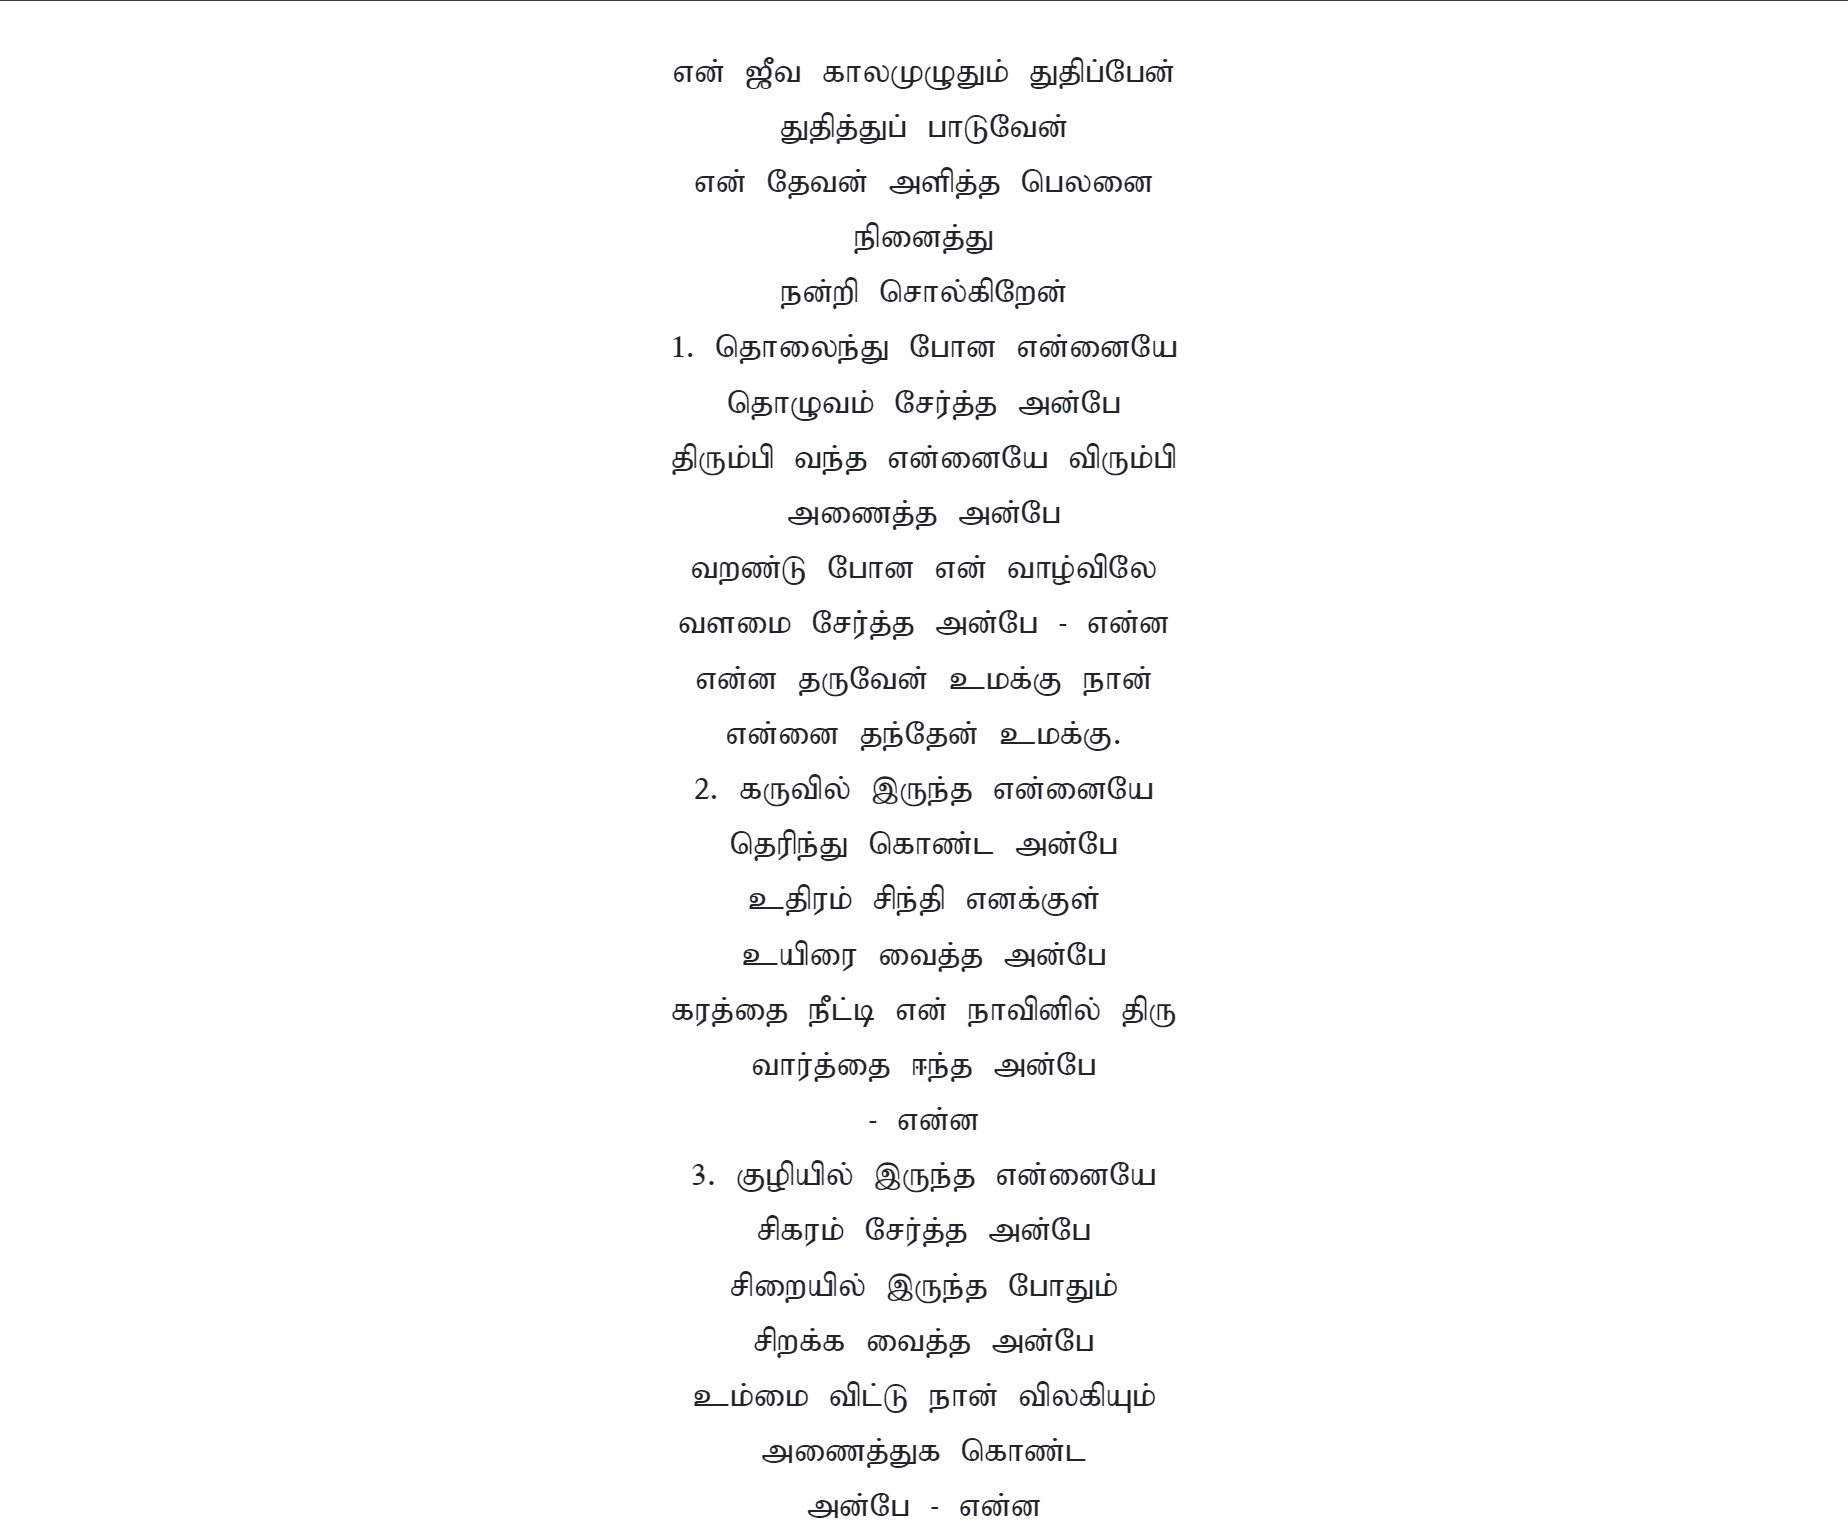 என் ஜீவ காலமுழுதும் துதிப்பேன்
துதித்துப் பாடுவேன்
என் தேவன் அளித்த பெலனை
நினைத்து
நன்றி சொல்கிறேன்
1. தொலைந்து போன என்னையே
தொழுவம் சேர்த்த அன்பே
திரும்பி வந்த என்னையே விரும்பி
அணைத்த அன்பே
வறண்டு போன என் வாழ்விலே
வளமை சேர்த்த அன்பே - என்ன
என்ன தருவேன் உமக்கு நான்
என்னை தந்தேன் உமக்கு.
2. கருவில் இருந்த என்னையே
தெரிந்து கொண்ட அன்பே
உதிரம் சிந்தி எனக்குள்
உயிரை வைத்த அன்பே
கரத்தை நீட்டி என் நாவினில் திரு
வார்த்தை ஈந்த அன்பே
- என்ன
3. குழியில் இருந்த என்னையே
சிகரம் சேர்த்த அன்பே
சிறையில் இருந்த போதும்
சிறக்க வைத்த அன்பே
உம்மை விட்டு நான் விலகியும்
அணைத்துக கொண்ட
அன்பே - என்ன